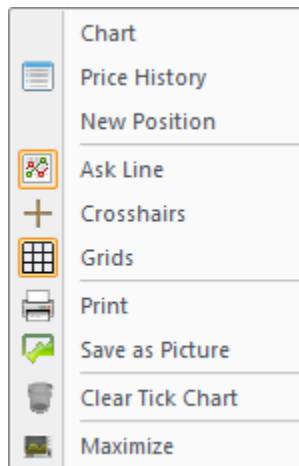 Chart
Price History
New Position
Ask Line
Crosshairs
Grids
Print
Save as Picture
Clear Tick Chart
Maximize